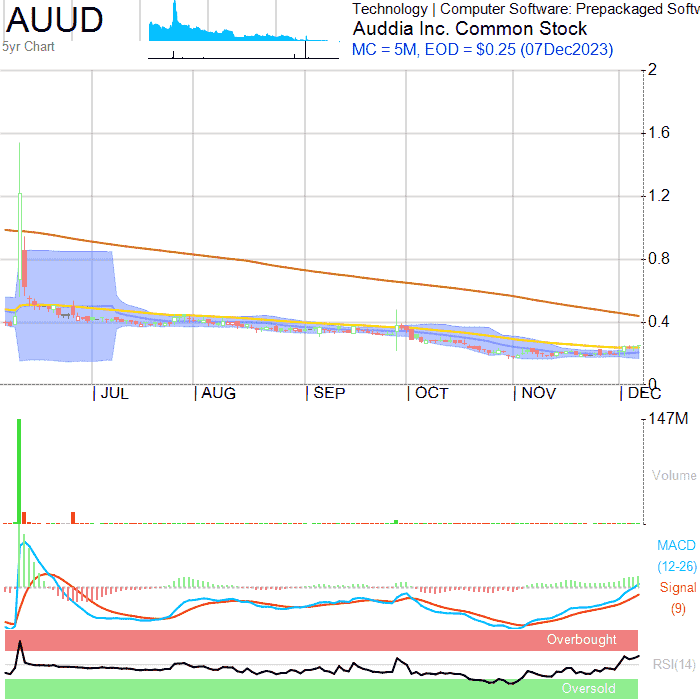 AUUD
5yr Chart
Technology | Computer Software: Prepackaged Softw
Auddia Inc. Common Stock
MC = 5M, EOD = $0.25 (07Dec2023)
2
1.6
1.2
0.8
0.4
0
JUL
AUG
SEP
OCT
NOV
DEC
147M
Volume
MACD
(12-26)
Signal
(9)
Overbought
RSI(14)
Oversold